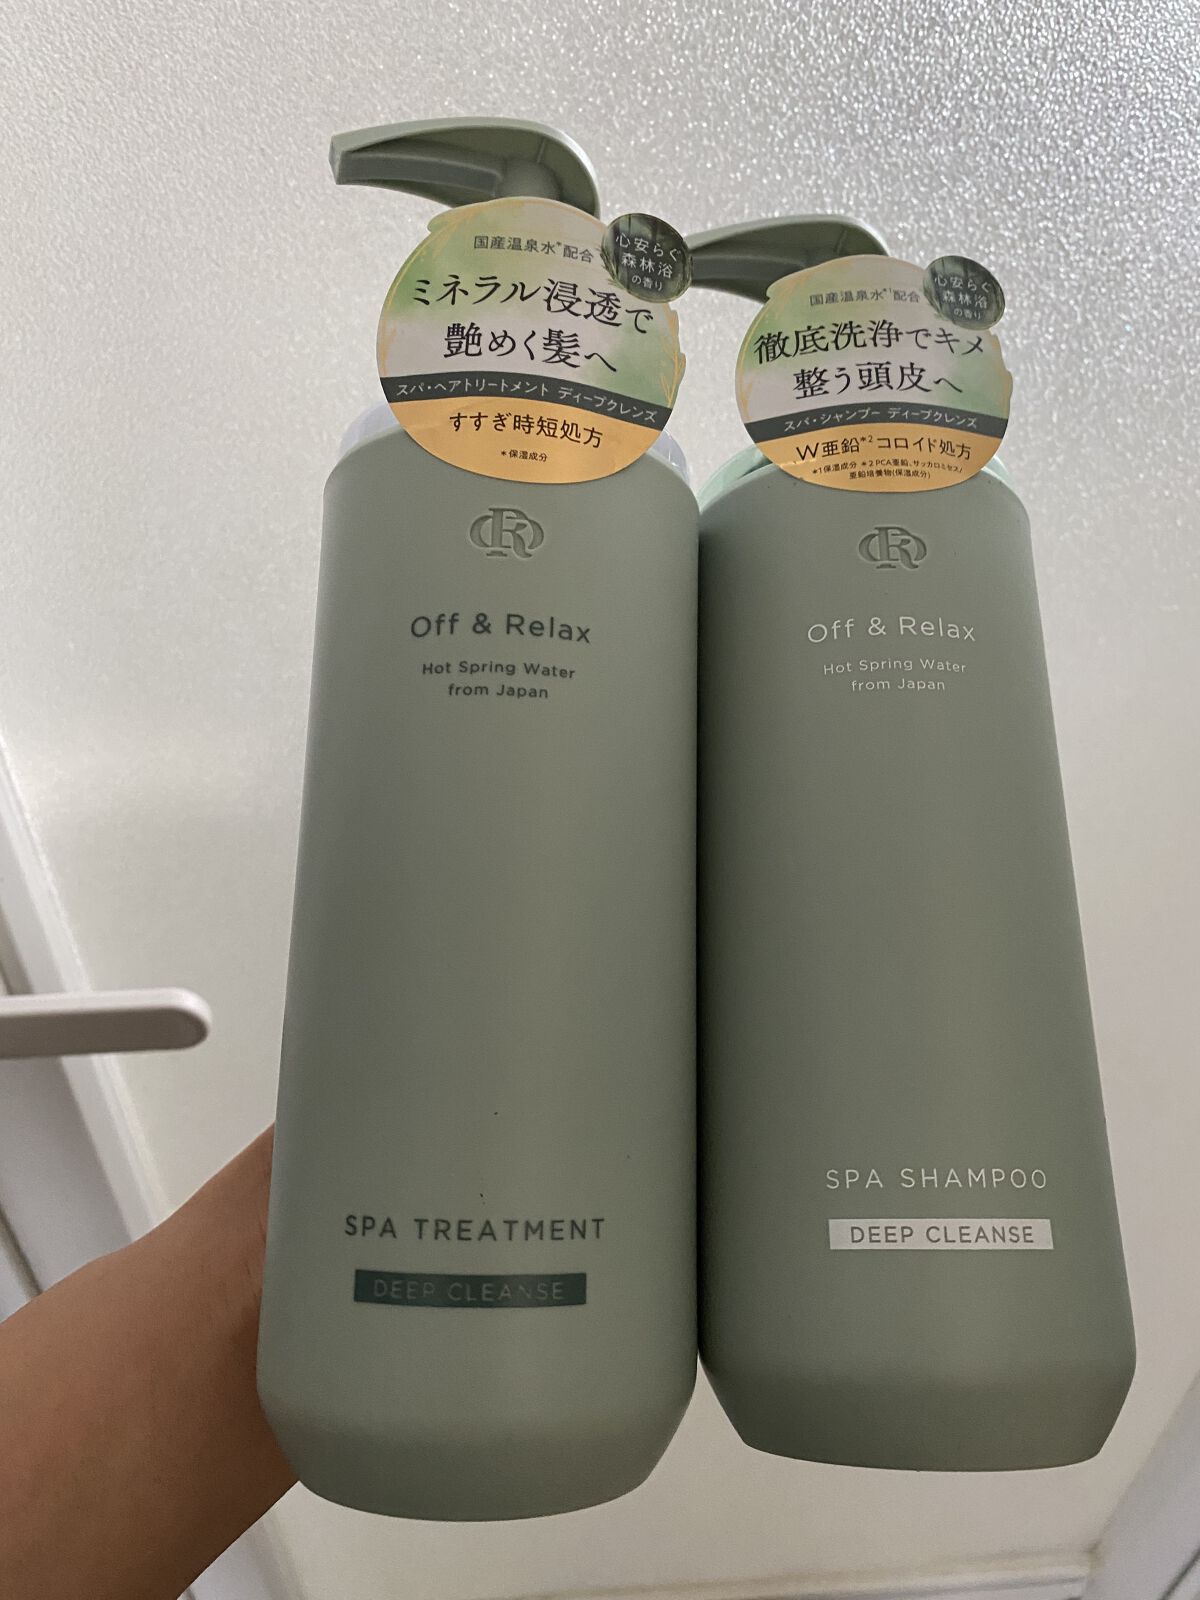 国産温泉水*配合
心安らぐ
森林浴
の香り
ミネラル浸透で
艶めく髪へ
スパ・ヘアトリートメント ディープクレンズ
すすぎ時短処方
*保湿成分
OR
Off & Relax
Hot Spring Water
from Japan
SPA TREATMENT
DEEP CLEANSE
国産温泉水*¹配合
心安らぐ
森林浴
の香り
徹底洗浄でキメ
整う頭皮へ
スパ・シャンプー ディープクレンズ
W亜鉛*²コロイド処方
*1保湿成分 *2 PCA亜鉛、サッカロミセス/
亜鉛培養物(保湿成分)
OR
Off & Relax
Hot Spring Water
from Japan
SPA SHAMPOO
DEEP CLEANSE